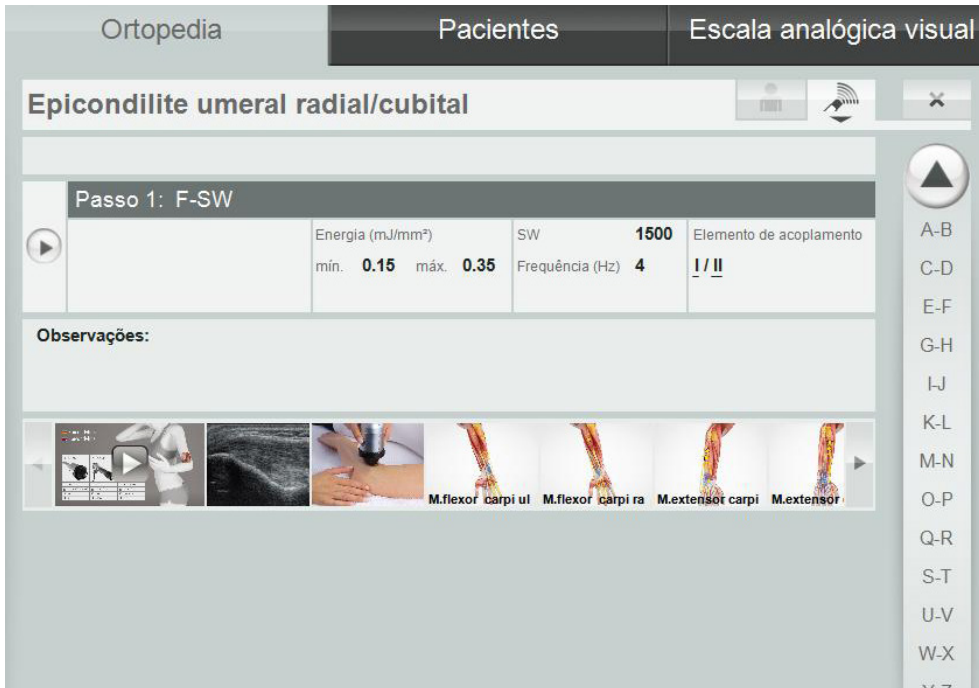 Ortopedia
Pacientes
Escala analógica visual
Epicondilite umeral radial/cubital
Passo 1: F-SW
Energia (mJ/mm²)
mín. 0.15 máx. 0.35
SW 1500
Frequência (Hz) 4
Elemento de acoplamento
I / II
Observações:
M.flexor carpi ul
M.flexor carpi ra
M.extensor carpi
M.extensor
A-B
C-D
E-F
G-H
I-J
K-L
M-N
O-P
Q-R
S-T
U-V
W-X